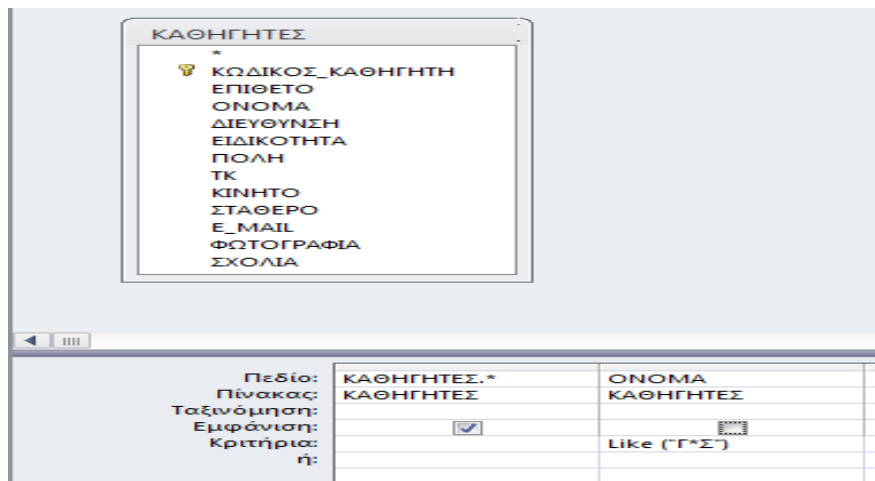 ΚΑΘΗΓΗΤΕΣ
*
ΚΩΔΙΚΟΣ_ΚΑΘΗΓΗΤΗ
ΕΠΙΘΕΤΟ
ΟΝΟΜΑ
ΔΙΕΥΘΥΝΣΗ
ΕΙΔΙΚΟΤΗΤΑ
ΠΟΛΗ
ΤΚ
ΚΙΝΗΤΟ
ΣΤΑΘΕΡΟ
E_MAIL
ΦΩΤΟΓΡΑΦΙΑ
ΣΧΟΛΙΑ
Πεδίο: ΚΑΘΗΓΗΤΕΣ.* ΟΝΟΜΑ
Πίνακας: ΚΑΘΗΓΗΤΕΣ ΚΑΘΗΓΗΤΕΣ
Ταξινόμηση:
Εμφάνιση:
Κριτήρια: Like ("Γ*Σ")
ή: